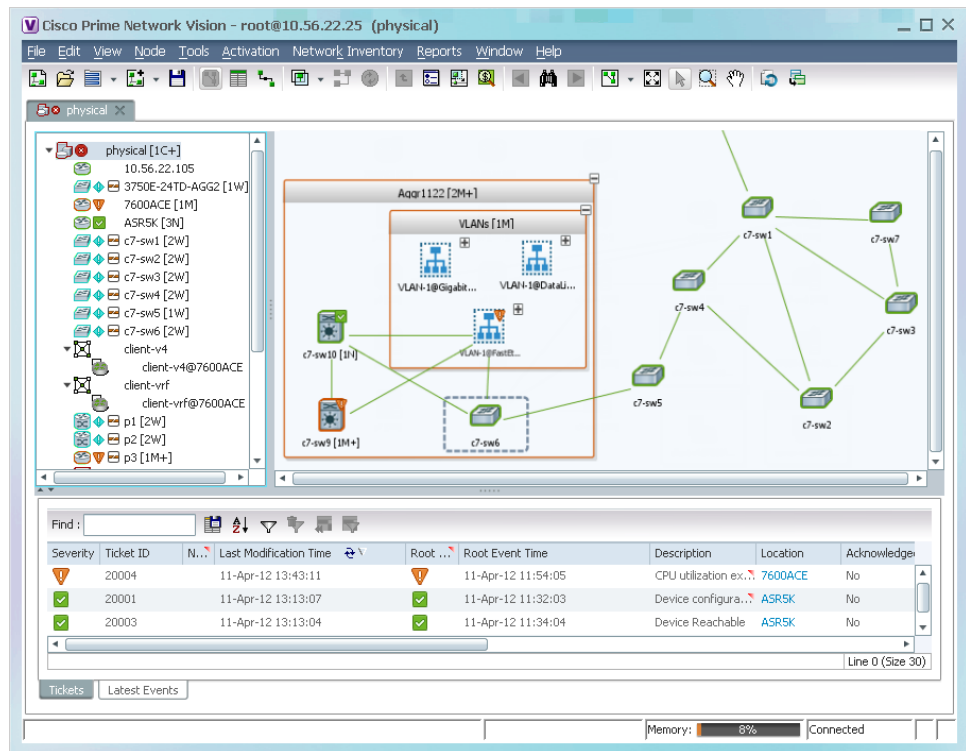 Cisco Prime Network Vision - root@10.56.22.25 (physical)
File Edit View Node Tools Activation Network Inventory Reports Window Help
physical
physical [1C+]
10.56.22.105
3750E-24TD-AGG2 [1W]
7600ACE [1M]
ASR5K [3N]
c7-sw1 [2W]
c7-sw2 [2W]
c7-sw3 [2W]
c7-sw4 [2W]
c7-sw5 [1W]
c7-sw6 [2W]
client-v4
client-v4@7600ACE
client-vrf
client-vrf@7600ACE
p1 [2W]
p2 [2W]
p3 [1M+]
Aggr1122 [2M+]
VLANs [1M]
VLAN-1@Gigabit...
VLAN-1@DataLi...
VLAN-1@FastEt...
c7-sw10 [1N]
c7-sw9 [1M+]
c7-sw6
c7-sw1
c7-sw7
c7-sw4
c7-sw3
c7-sw5
c7-sw2
Find :
Severity Ticket ID N... Last Modification Time Root ... Root Event Time Description Location Acknowledge
20004 11-Apr-12 13:43:11 11-Apr-12 11:54:05 CPU utilization ex... 7600ACE No
20001 11-Apr-12 13:13:07 11-Apr-12 11:32:03 Device configura... ASR5K No
20003 11-Apr-12 13:13:04 11-Apr-12 11:34:04 Device Reachable ASR5K No
Line 0 (Size 30)
Tickets Latest Events
Memory: 8% Connected